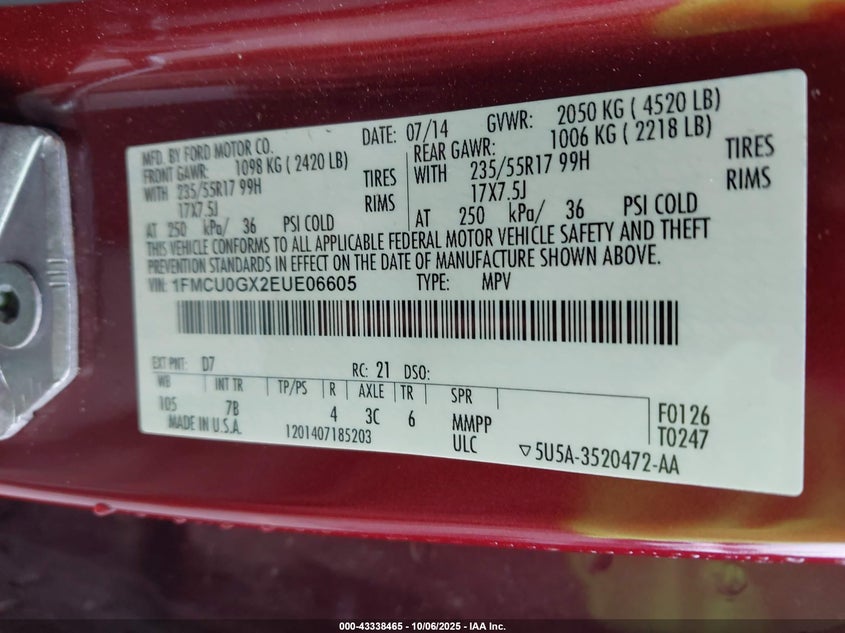 MFD. BY FORD MOTOR CO. DATE: 07/14 GVWR: 2050 KG ( 4520 LB)
FRONT GAWR: 1098 KG ( 2420 LB) REAR GAWR: 1006 KG ( 2218 LB)
WITH 235/55R17 99H TIRES WITH 235/55R17 99H TIRES
17X7.5J RIMS 17X7.5J RIMS
AT 250 kPa/ 36 PSI COLD AT 250 kPa/ 36 PSI COLD
THIS VEHICLE CONFORMS TO ALL APPLICABLE FEDERAL MOTOR VEHICLE SAFETY AND THEFT
PREVENTION STANDARDS IN EFFECT ON THE DATE OF MANUFACTURE SHOWN ABOVE.
VIN: 1FMCU0GX2EUE06605 TYPE: MPV
EXT PNT: D7 RC: 21 DSO:
WB INT TR TP/PS R AXLE TR SPR
105 7B 4 3C 6 MMPP F0126
MADE IN U.S.A. 1201407185203 ULC T0247
▽5U5A-3520472-AA
000-43338465 - 10/06/2025 - IAA Inc.